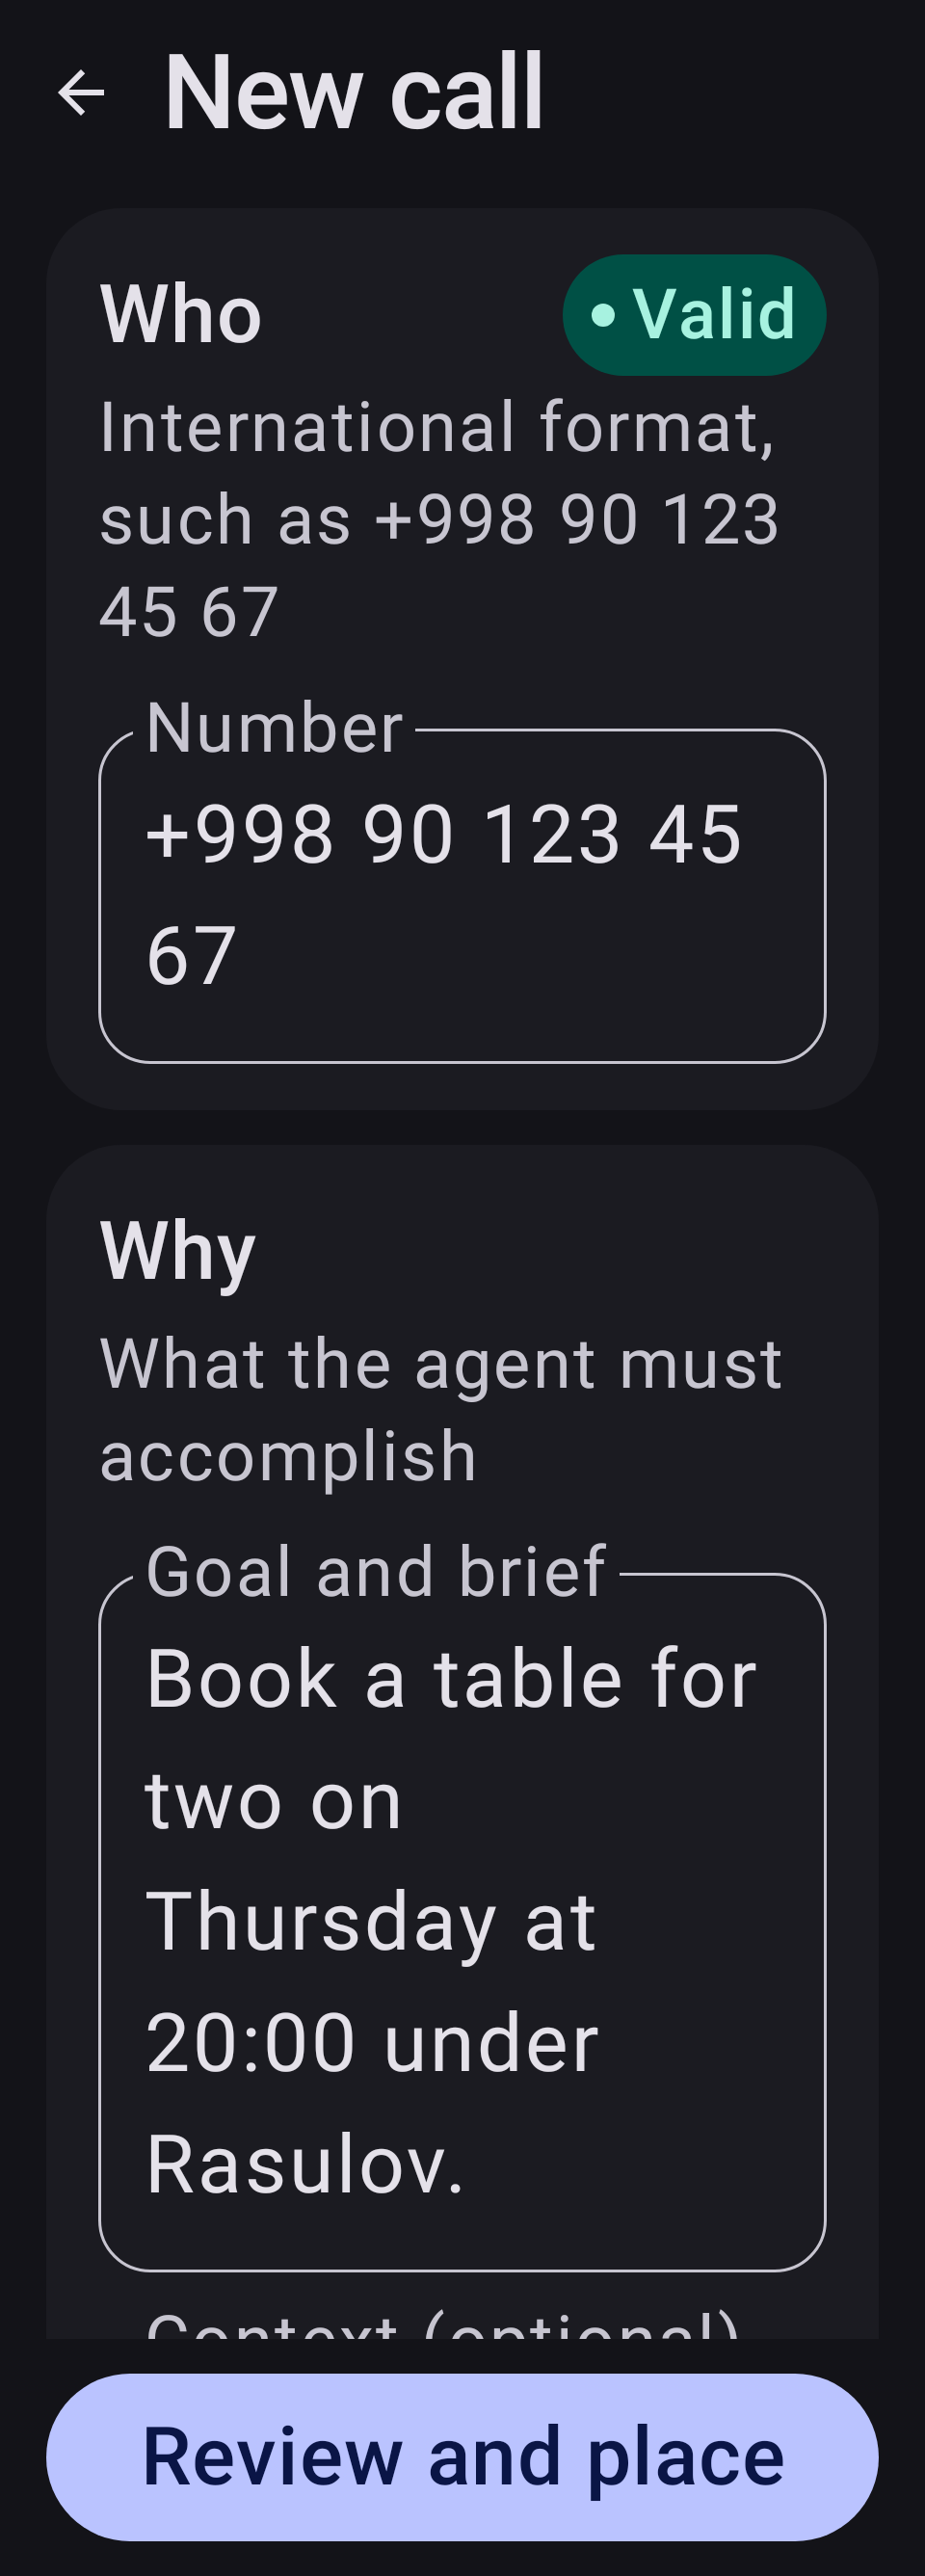 New call
Who
Valid
International format,
such as +998 90 123
45 67
Number
+998 90 123 45
67
Why
What the agent must
accomplish
Goal and brief
Book a table for
two on
Thursday at
20:00 under
Rasulov.
Context (optional)
Review and place